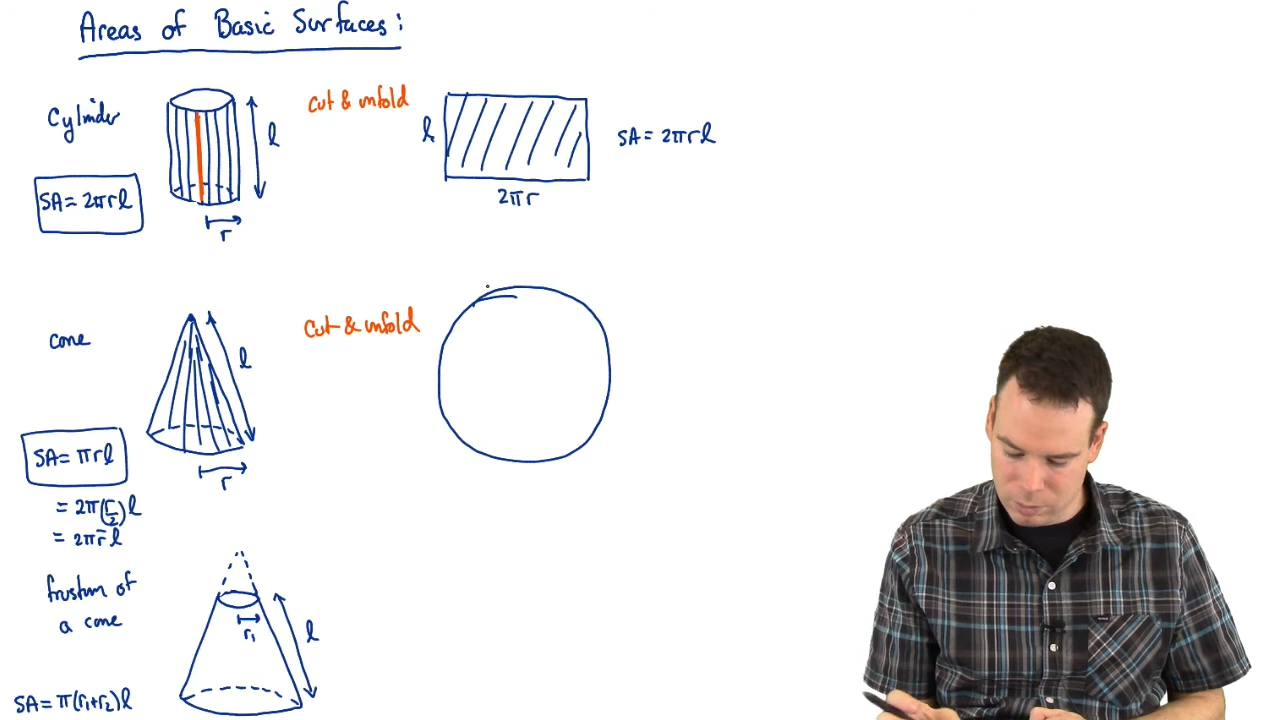 Areas of Basic Surfaces:
Cylinder
l
r
SA = 2πrl
cut & unfold
l
2πr
SA = 2πrl
cone
l
r
SA = πrl
= 2π(r/2)l
= 2πr̄l
cut & unfold
frustum of
a cone
r₁
l
SA = π(r₁+r₂)l